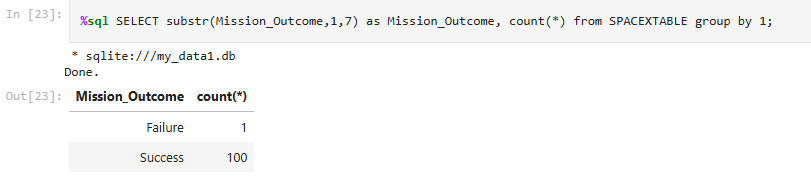 In [23]: %sql SELECT substr(Mission_Outcome,1,7) as Mission_Outcome, count(*) from SPACEXTABLE group by 1;
* sqlite:///my_data1.db
Done.
Out[23]: Mission_Outcome count(*)
Failure 1
Success 100